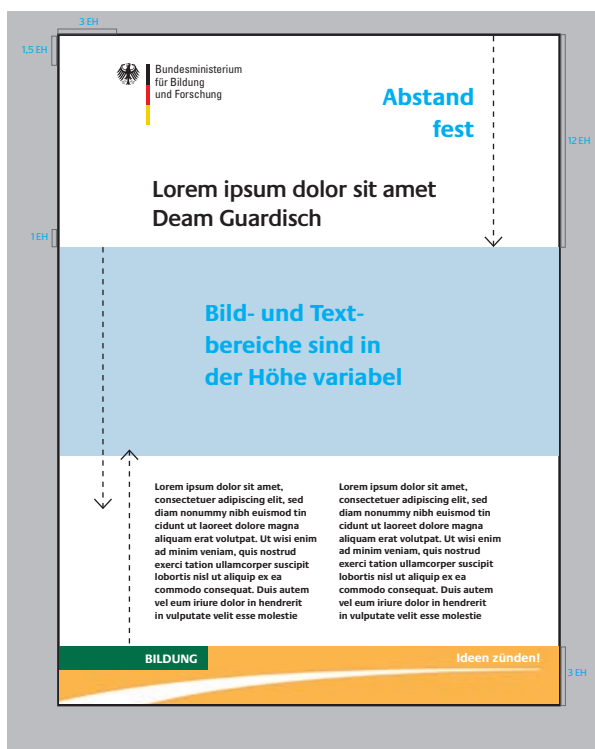 3 EH
1,5 EH
Bundesministerium
für Bildung
und Forschung
Abstand
fest
12 EH
Lorem ipsum dolor sit amet
Deam Guardisch
1 EH
Bild- und Text-
bereiche sind in
der Höhe variabel
Lorem ipsum dolor sit amet,
consectetuer adipiscing elit, sed
diam nonummy nibh euismod tin
cidunt ut laoreet dolore magna
aliquam erat volutpat. Ut wisi enim
ad minim veniam, quis nostrud
exerci tation ullamcorper suscipit
lobortis nisl ut aliquip ex ea
commodo consequat. Duis autem
vel eum iriure dolor in hendrerit
in vulputate velit esse molestie
Lorem ipsum dolor sit amet,
consectetuer adipiscing elit, sed
diam nonummy nibh euismod tin
cidunt ut laoreet dolore magna
aliquam erat volutpat. Ut wisi enim
ad minim veniam, quis nostrud
exerci tation ullamcorper suscipit
lobortis nisl ut aliquip ex ea
commodo consequat. Duis autem
vel eum iriure dolor in hendrerit
in vulputate velit esse molestie
BILDUNG
Ideen zünden!
3 EH